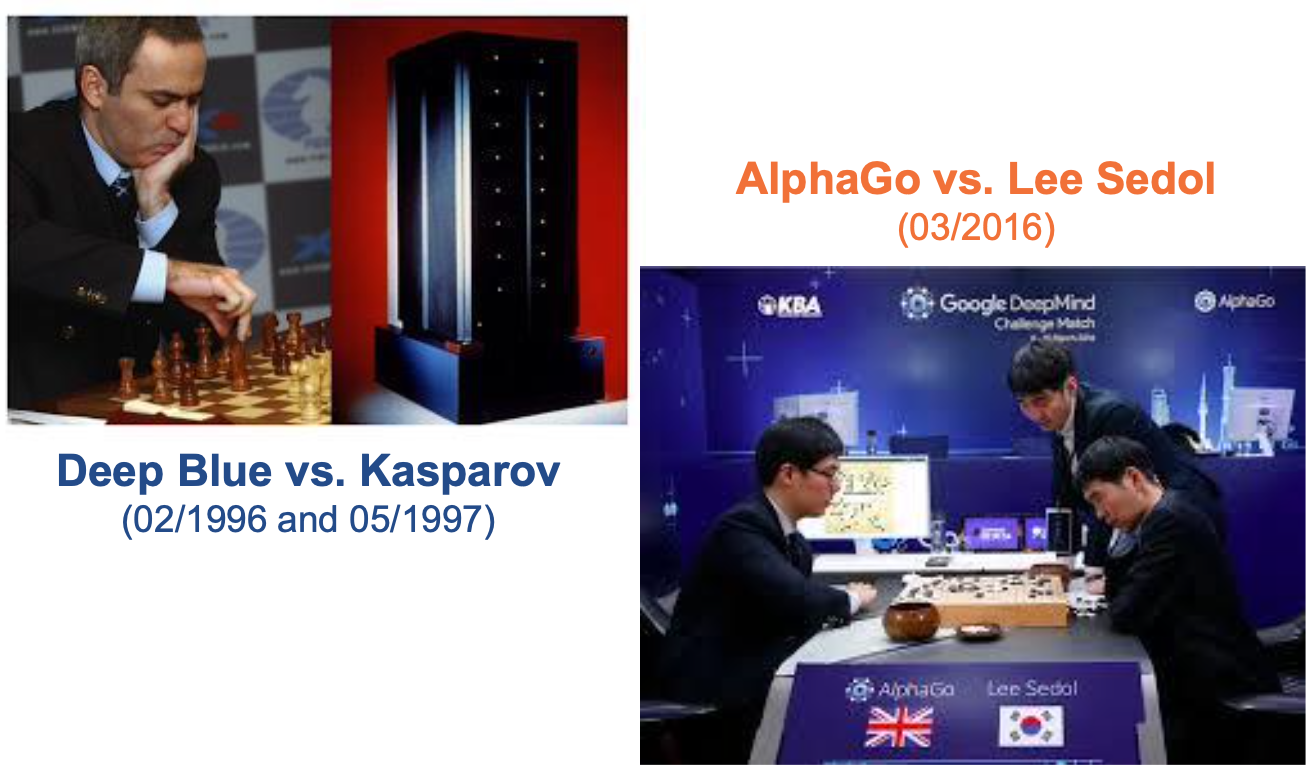 Deep Blue vs. Kasparov
(02/1996 and 05/1997)
AlphaGo vs. Lee Sedol
(03/2016)
KBA
Google DeepMind
Challenge Match
AlphaGo
AlphaGo
Lee Sedol